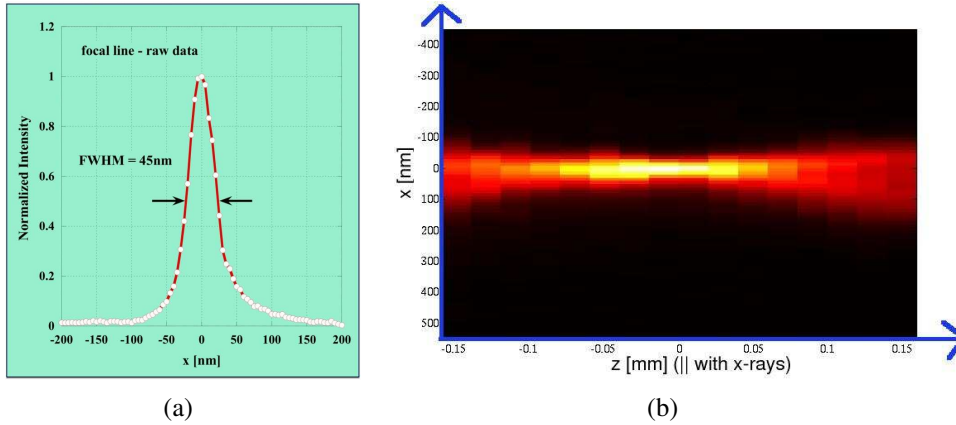 focal line - raw data
FWHM = 45nm
Normalized Intensity
1.2
1
0.8
0.6
0.4
0.2
0
-200 -150 -100 -50 0 50 100 150 200
x [nm]
(a)
x [nm]
-400
-300
-200
-100
0
100
200
300
400
500
-0.15 -0.1 -0.05 0 0.05 0.1 0.15
z [mm] (|| with x-rays)
(b)